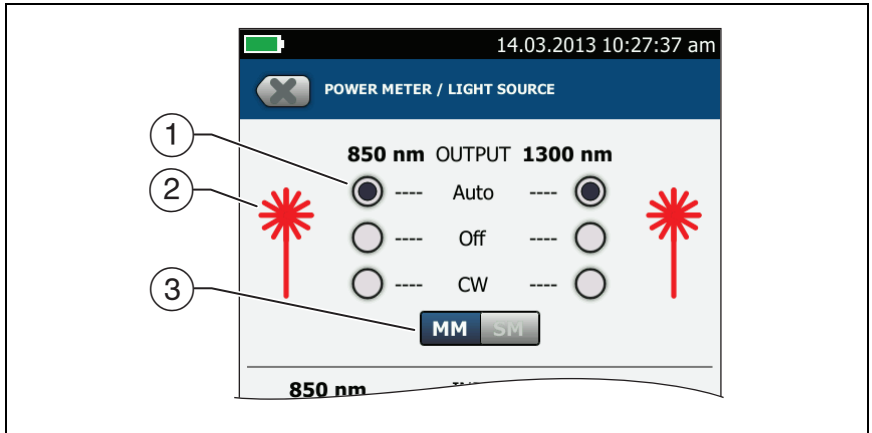 14.03.2013 10:27:37 am
POWER METER / LIGHT SOURCE
1
850 nm OUTPUT 1300 nm
2
---- Auto ----
---- Off ----
3
---- CW ----
MM SM
850 nm